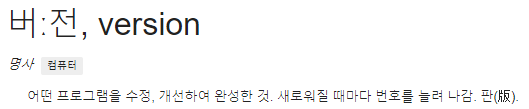 버:전, version
명사 컴퓨터
어떤 프로그램을 수정, 개선하여 완성한 것. 새로워질 때마다 번호를 늘려 나감. 판(版).